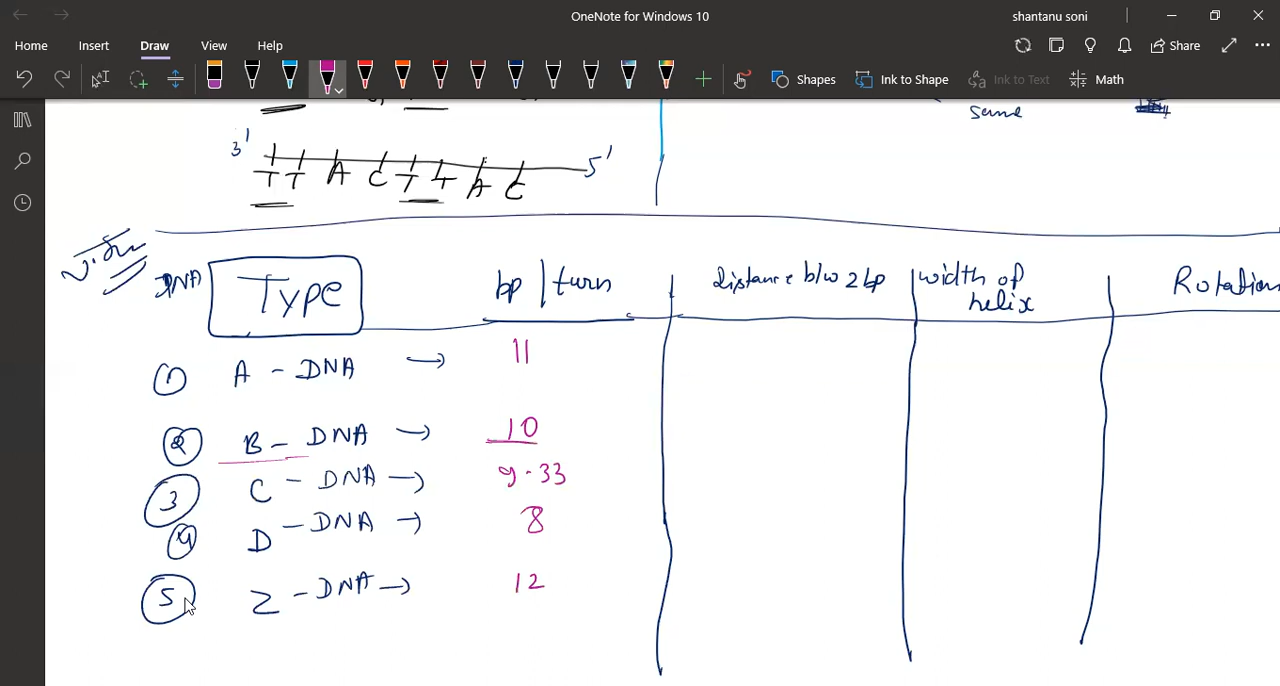 OneNote for Windows 10
shantanu soni
Home Insert Draw View Help
Share
Shapes Ink to Shape Ink to Text Math
same
3' 5'
T T A C T T A C
V.Im
DNA Type bp | turn distance b/w 2 bp width of helix Rotation
① A - DNA → 11
② B - DNA → 10
③ C - DNA → 9.33
④ D - DNA → 8
⑤ Z - DNA → 12